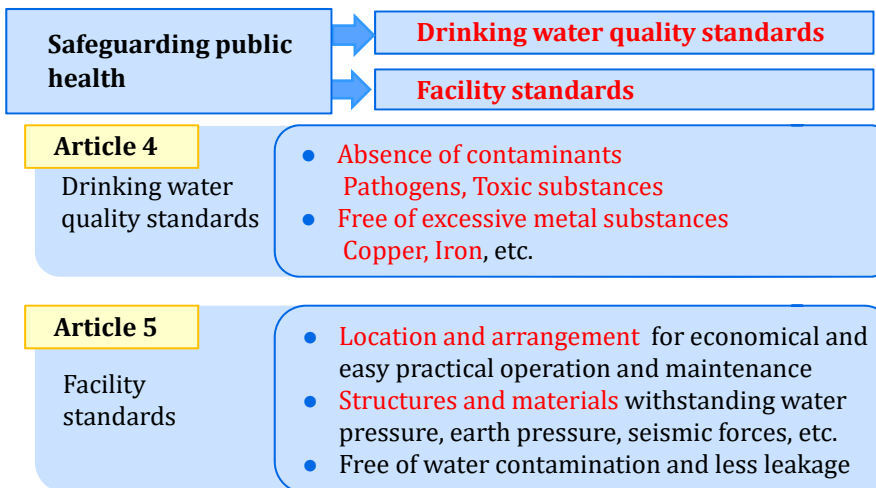 Safeguarding public
health
Drinking water quality standards
Facility standards
Article 4
Drinking water
quality standards
● Absence of contaminants
Pathogens, Toxic substances
● Free of excessive metal substances
Copper, Iron, etc.
Article 5
Facility
standards
● Location and arrangement for economical and
easy practical operation and maintenance
● Structures and materials withstanding water
pressure, earth pressure, seismic forces, etc.
● Free of water contamination and less leakage